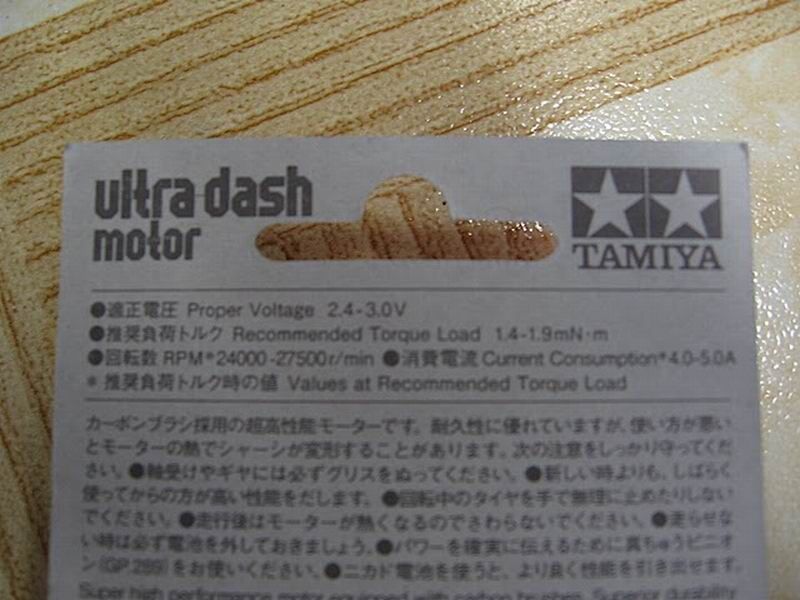 ultra-dash
motor
TAMIYA
●適正電圧 Proper Voltage 2.4-3.0V
●推奨負荷トルク Recommended Torque Load 1.4-1.9mN·m
●回転数 RPM*24000-27500r/min ●消費電流 Current Consumption*4.0-5.0A
* 推奨負荷トルク時の値 Values at Recommended Torque Load
カーボンブラシ採用の超高性能モーターです。耐久性に優れていますが、使い方が悪い
とモーターの熱でシャーシが変形することがあります。次の注意をしっかり守ってくだ
さい。●軸受けやギヤには必ずグリスをぬってください。●新しい時よりも、しばらく
使ってからの方が高い性能をだします。●回転中のタイヤを手で無理に止めたりしない
でください。●走行後はモーターが熱くなるのでさわらないでください。●走らせな
い時は必ず電池を外しておきましょう。●パワーを確実に伝えるために真ちゅうピニオ
ン(GP.289)をお使いください。●ニカド電池を使うと、より良く性能を引き出せます。
Super high performance motor equipped with carbon brushes. Superior durability